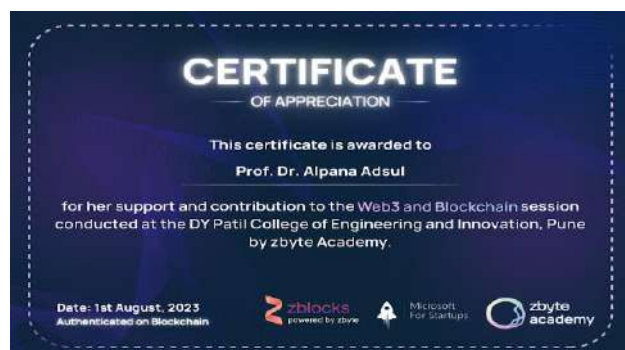 CERTIFICATE
OF APPRECIATION
This certificate is awarded to
Prof. Dr. Alpana Adsul
for her support and contribution to the Web3 and Blockchain session
conducted at the DY Patil College of Engineering and Innovation, Pune
by zbyte Academy.
Date: 1st August, 2023
Authenticated on Blockchain
zblocks
powered by zbyte
Microsoft
For Startups
zbyte
academy